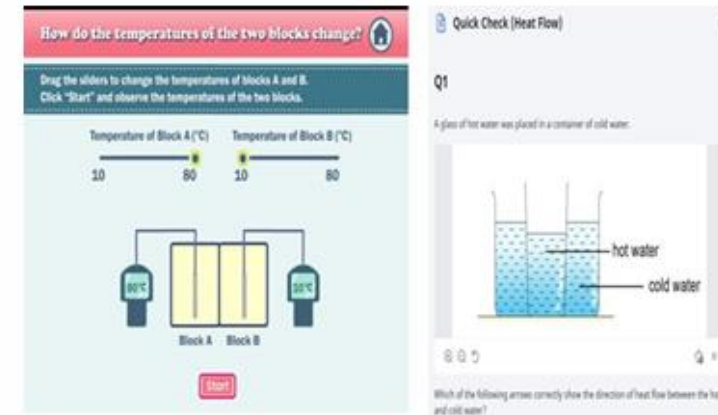 How do the temperatures of the two blocks change?
Drag the sliders to change the temperatures of blocks A and B.
Click "Start" and observe the temperatures of the two blocks.
Temperature of Block A (°C)
Temperature of Block B (°C)
10
80
10
80
80°C
10°C
Block A
Block B
Start
Quick Check (Heat Flow)
Q1
A glass of hot water was placed in a container of cold water.
hot water
cold water
Which of the following arrows correctly show the direction of heat flow between the
and cold water?